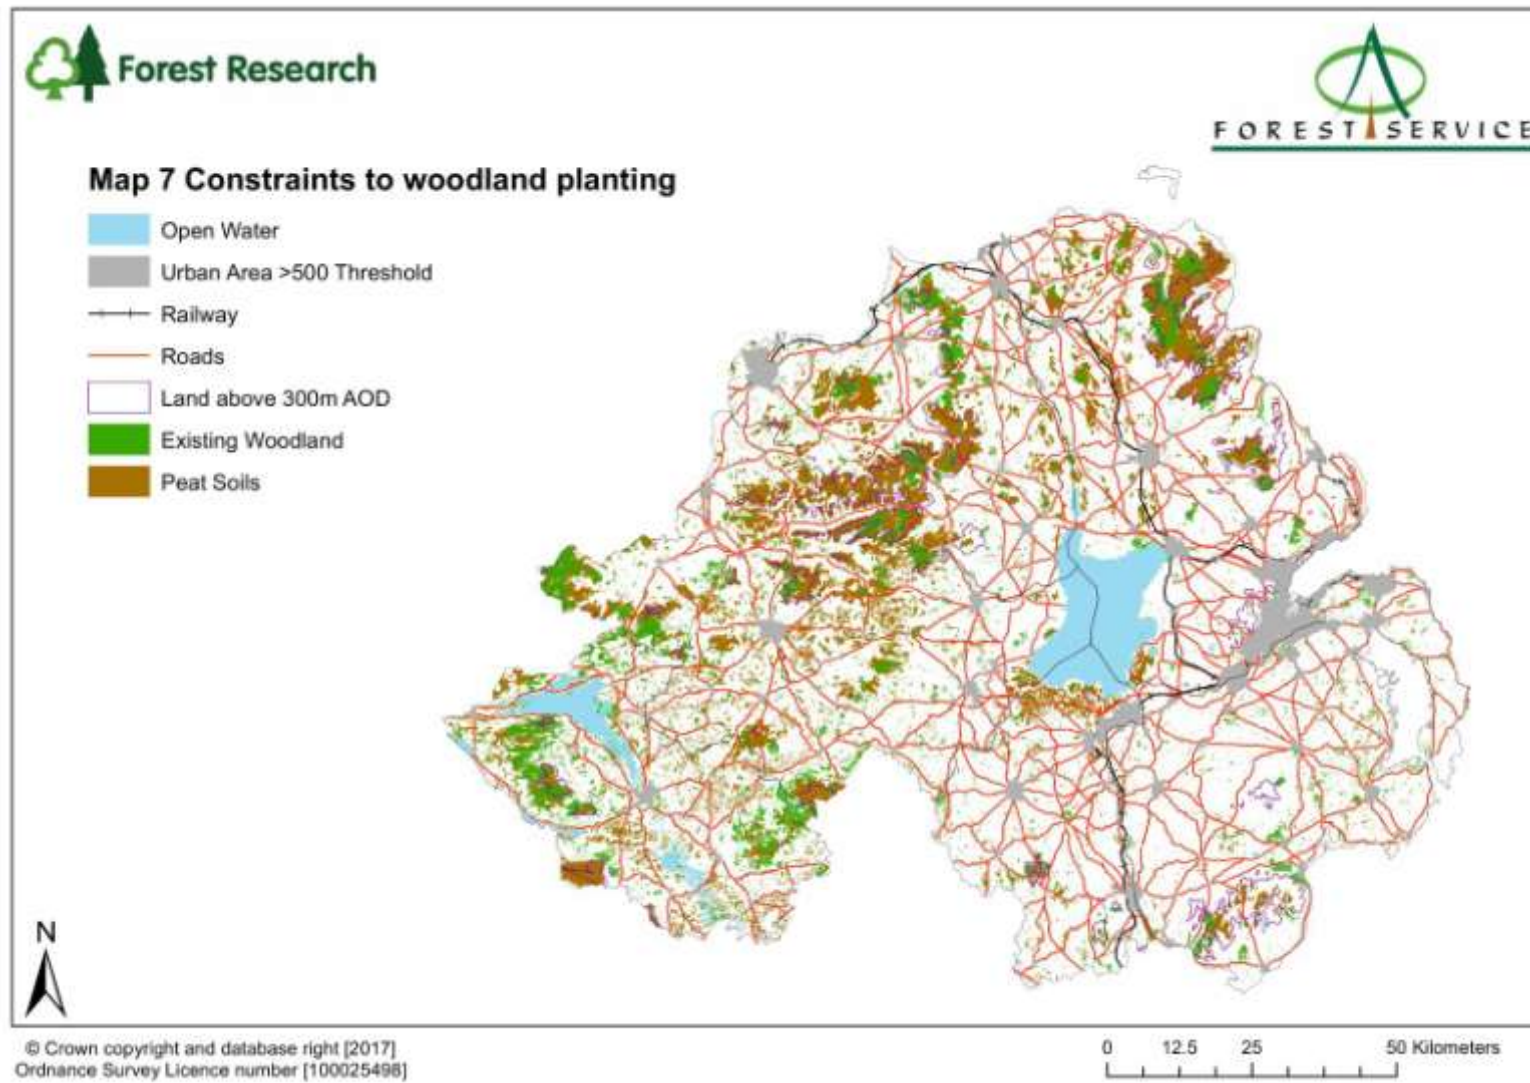 Forest Research
FOREST SERVICE
Map 7 Constraints to woodland planting
Open Water
Urban Area >500 Threshold
Railway
Roads
Land above 300m AOD
Existing Woodland
Peat Soils
N
© Crown copyright and database right [2017]
Ordnance Survey Licence number [100025498]
0 12.5 25 50 Kilometers